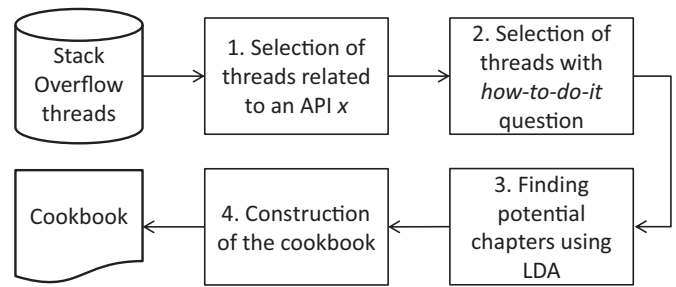 Stack
Overflow
threads
1. Selection of
threads related
to an API x
2. Selection of
threads with
how-to-do-it
question
3. Finding
potential
chapters using
LDA
4. Construction
of the cookbook
Cookbook